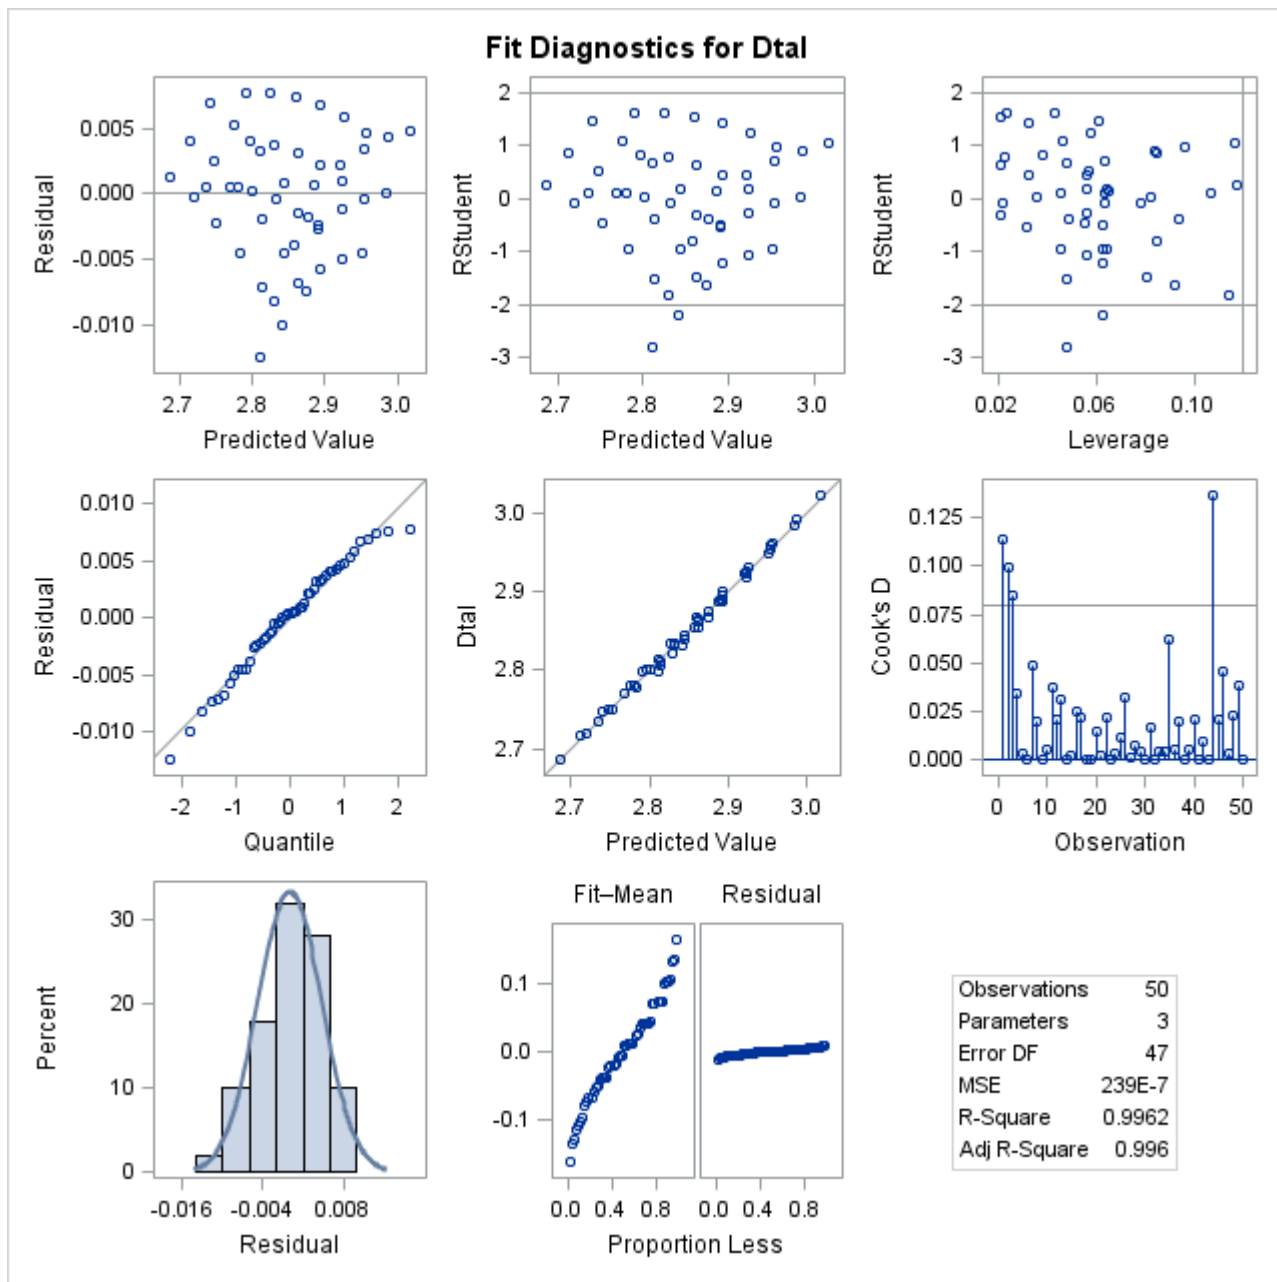 Fit Diagnostics for Dtal
Residual
0.005
0.000
-0.005
-0.010
2.7 2.8 2.9 3.0
Predicted Value
RStudent
2
1
0
-1
-2
-3
2.7 2.8 2.9 3.0
Predicted Value
RStudent
2
1
0
-1
-2
-3
0.02 0.06 0.10
Leverage
Residual
0.010
0.005
0.000
-0.005
-0.010
-2 -1 0 1 2
Quantile
Dtal
3.0
2.9
2.8
2.7
2.7 2.8 2.9 3.0
Predicted Value
Cook's D
0.125
0.100
0.075
0.050
0.025
0.000
0 10 20 30 40 50
Observation
Percent
30
20
10
0
-0.016 -0.004 0.008
Residual
Fit–Mean Residual
0.1
0.0
-0.1
0.0 0.4 0.8 0.0 0.4 0.8
Proportion Less
Observations 50
Parameters 3
Error DF 47
MSE 239E-7
R-Square 0.9962
Adj R-Square 0.996